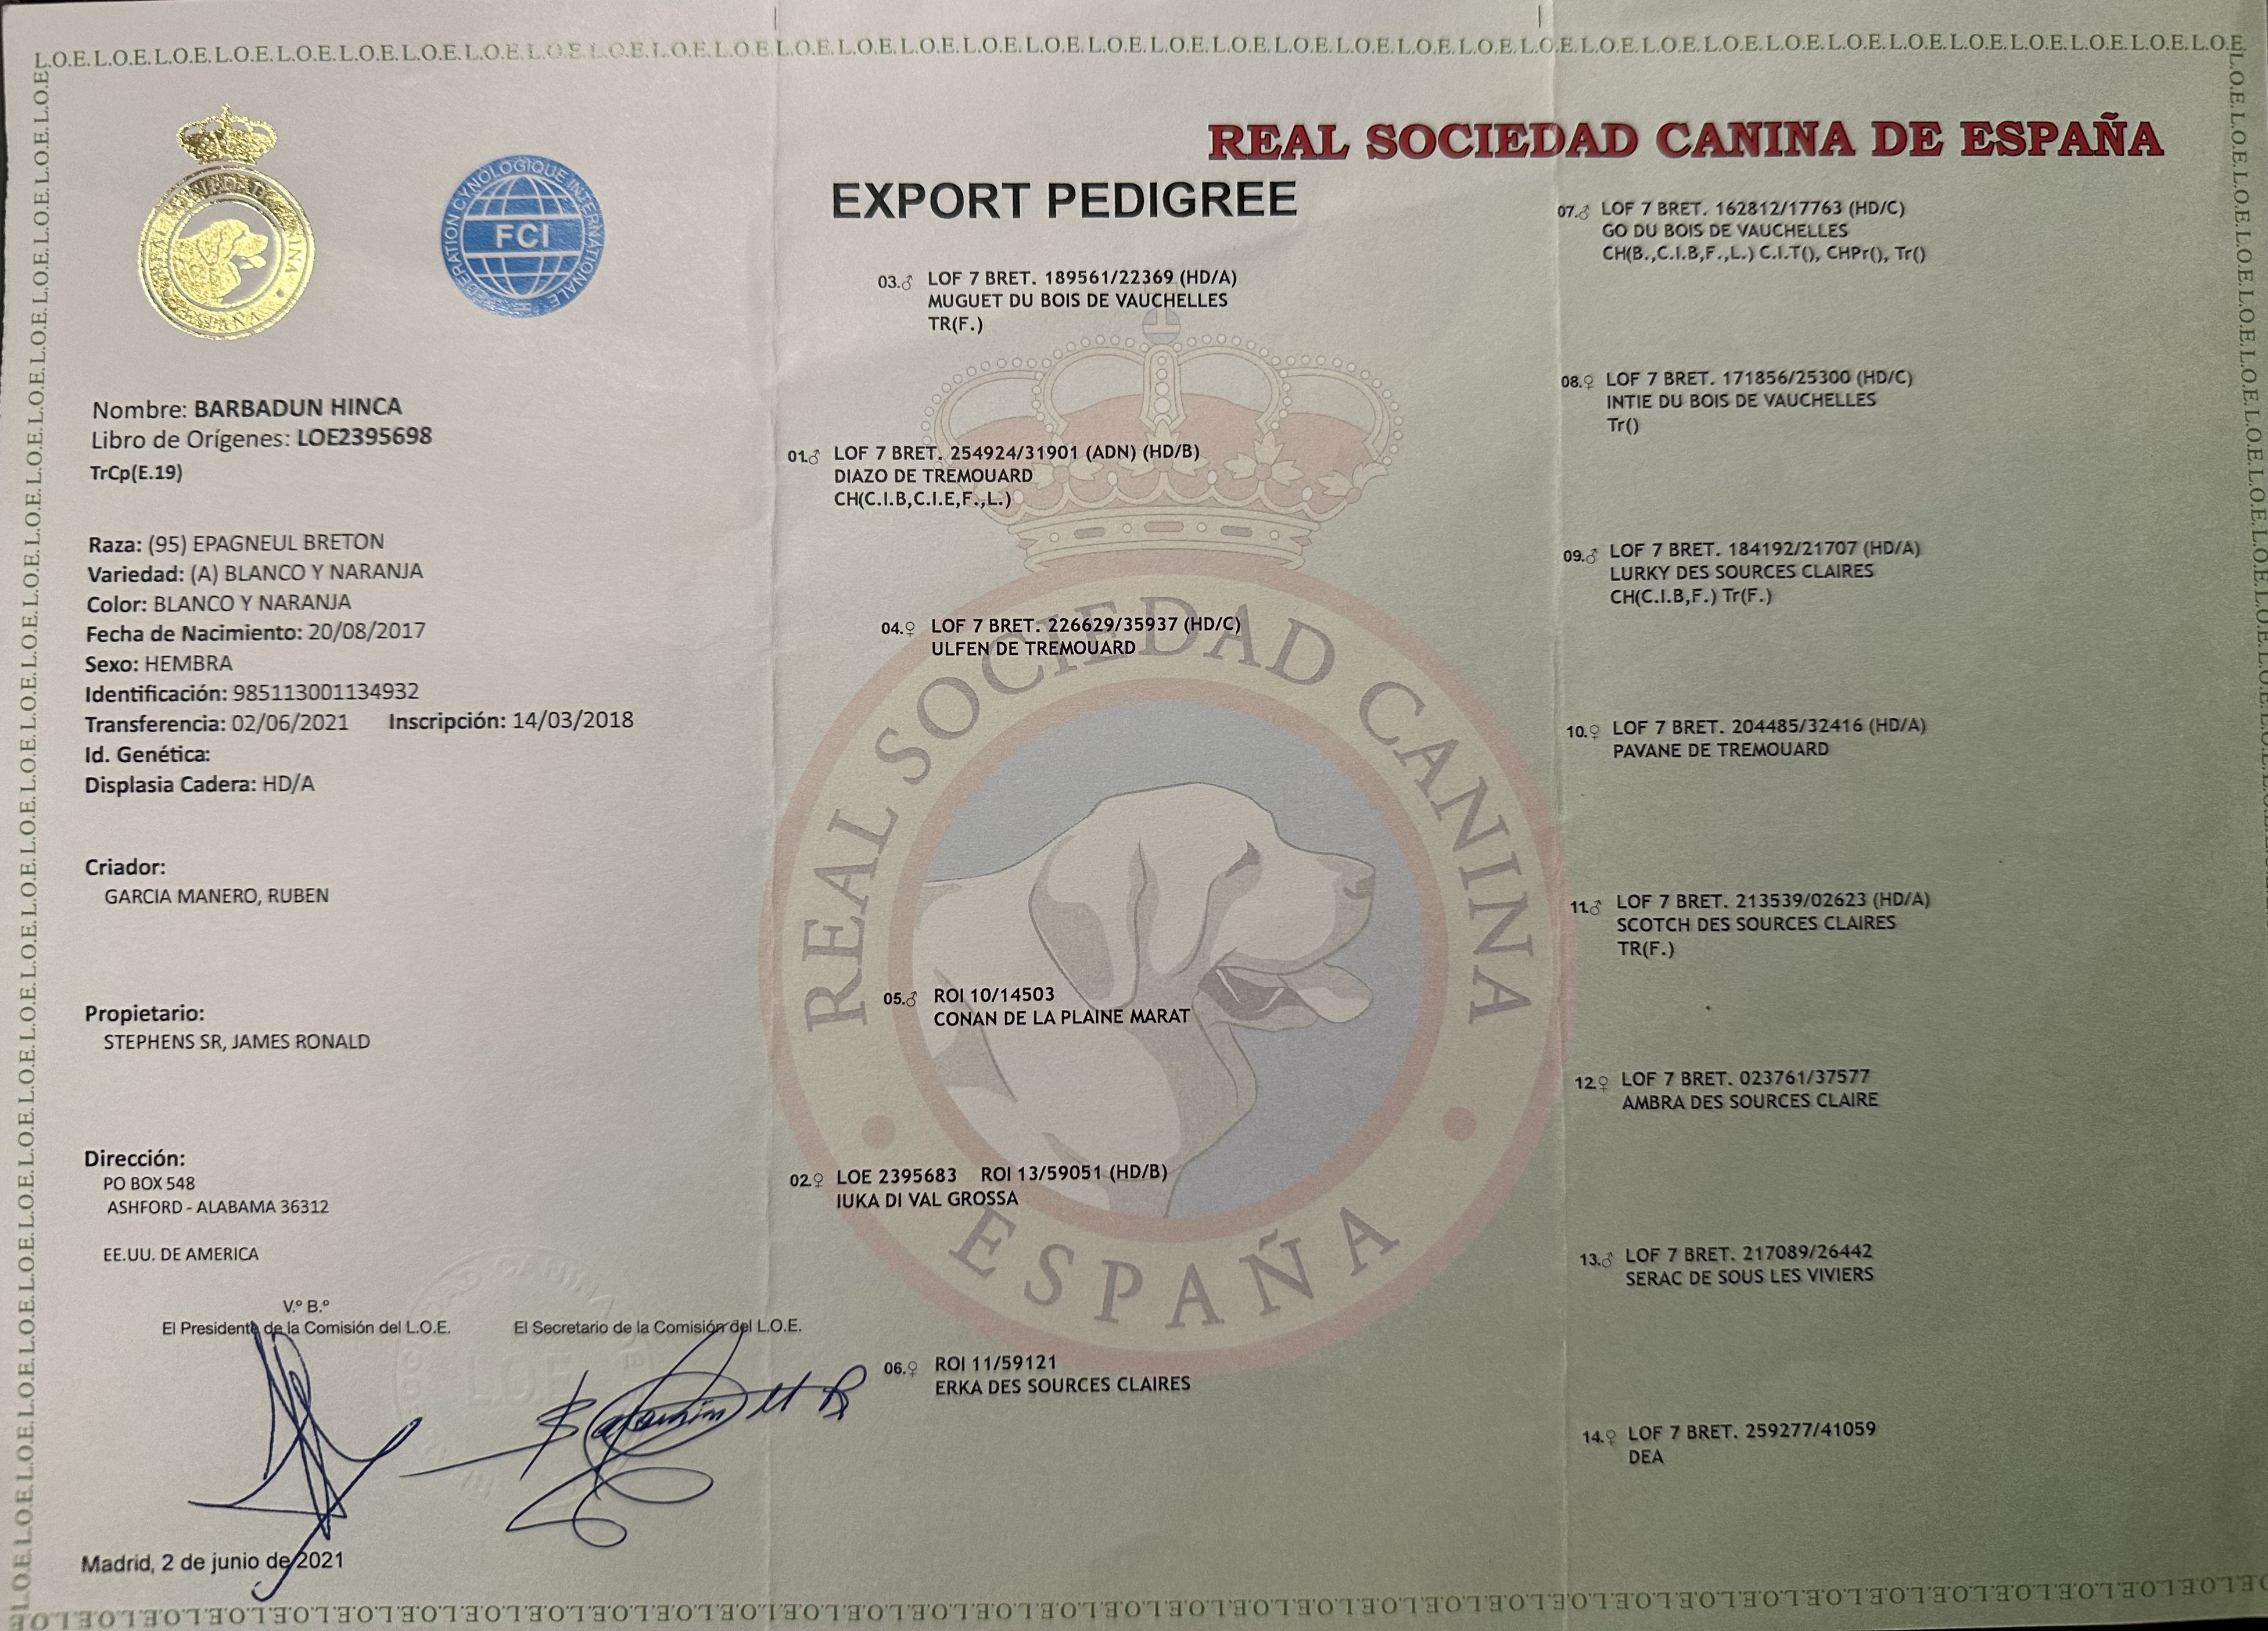 REAL SOCIEDAD CANINA DE ESPAÑA
EXPORT PEDIGREE
FEDERATION CYNOLOGIQUE INTERNATIONALE
FCI
Nombre: BARBADUN HINCA
Libro de Orígenes: LOE2395698
TrCp(E.19)
Raza: (95) EPAGNEUL BRETON
Variedad: (A) BLANCO Y NARANJA
Color: BLANCO Y NARANJA
Fecha de Nacimiento: 20/08/2017
Sexo: HEMBRA
Identificación: 985113001134932
Transferencia: 02/06/2021 Inscripción: 14/03/2018
Id. Genética:
Displasia Cadera: HD/A
Criador:
GARCIA MANERO, RUBEN
Propietario:
STEPHENS SR, JAMES RONALD
Dirección:
PO BOX 548
ASHFORD - ALABAMA 36312
EE.UU. DE AMERICA
V.º B.º
El Presidente de la Comisión del L.O.E.
El Secretario de la Comisión del L.O.E.
Madrid, 2 de junio de 2021
01.♂ LOF 7 BRET. 254924/31901 (ADN) (HD/B)
DIAZO DE TREMOUARD
CH(C.I.B,C.I.E,F.,L.)
02.♀ LOE 2395683 ROI 13/59051 (HD/B)
IUKA DI VAL GROSSA
03.♂ LOF 7 BRET. 189561/22369 (HD/A)
MUGUET DU BOIS DE VAUCHELLES
TR(F.)
04.♀ LOF 7 BRET. 226629/35937 (HD/C)
ULFEN DE TREMOUARD
05.♂ ROI 10/14503
CONAN DE LA PLAINE MARAT
06.♀ ROI 11/59121
ERKA DES SOURCES CLAIRES
07.♂ LOF 7 BRET. 162812/17763 (HD/C)
GO DU BOIS DE VAUCHELLES
CH(B.,C.I.B,F.,L.) C.I.T(), CHPr(), Tr()
08.♀ LOF 7 BRET. 171856/25300 (HD/C)
INTIE DU BOIS DE VAUCHELLES
Tr()
09.♂ LOF 7 BRET. 184192/21707 (HD/A)
LURKY DES SOURCES CLAIRES
CH(C.I.B,F.) Tr(F.)
10.♀ LOF 7 BRET. 204485/32416 (HD/A)
PAVANE DE TREMOUARD
11.♂ LOF 7 BRET. 213539/02623 (HD/A)
SCOTCH DES SOURCES CLAIRES
TR(F.)
12.♀ LOF 7 BRET. 023761/37577
AMBRA DES SOURCES CLAIRE
13.♂ LOF 7 BRET. 217089/26442
SERAC DE SOUS LES VIVIERS
14.♀ LOF 7 BRET. 259277/41059
DEA
REAL SOCIEDAD CANINA
ESPAÑA